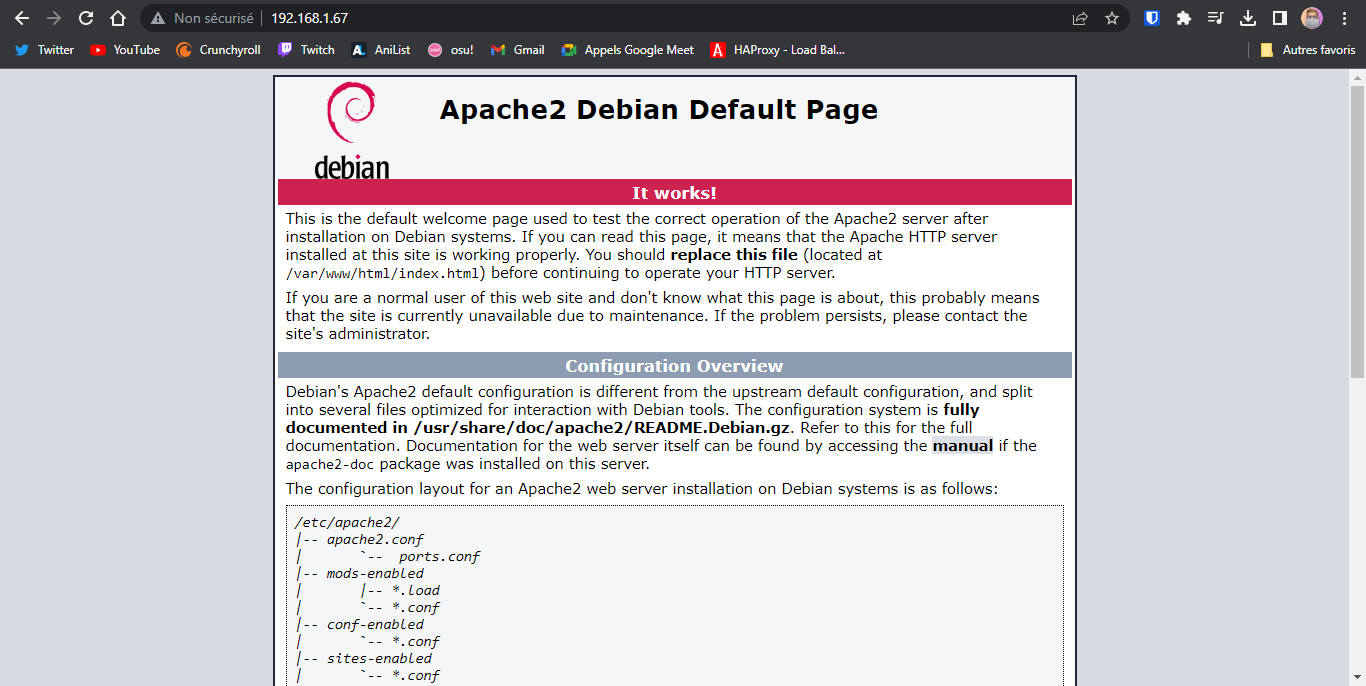 Non sécurisé 192.168.1.67
Twitter YouTube Crunchyroll Twitch AniList osu! Gmail Appels Google Meet HAProxy - Load Bal... Autres favoris
debian
Apache2 Debian Default Page
It works!
This is the default welcome page used to test the correct operation of the Apache2 server after
installation on Debian systems. If you can read this page, it means that the Apache HTTP server
installed at this site is working properly. You should replace this file (located at
/var/www/html/index.html) before continuing to operate your HTTP server.
If you are a normal user of this web site and don't know what this page is about, this probably means
that the site is currently unavailable due to maintenance. If the problem persists, please contact the
site's administrator.
Configuration Overview
Debian's Apache2 default configuration is different from the upstream default configuration, and split
into several files optimized for interaction with Debian tools. The configuration system is fully
documented in /usr/share/doc/apache2/README.Debian.gz. Refer to this for the full
documentation. Documentation for the web server itself can be found by accessing the manual if the
apache2-doc package was installed on this server.
The configuration layout for an Apache2 web server installation on Debian systems is as follows:
/etc/apache2/
|-- apache2.conf
|       `--  ports.conf
|-- mods-enabled
|       |-- *.load
|       `-- *.conf
|-- conf-enabled
|       `-- *.conf
|-- sites-enabled
|       `-- *.conf